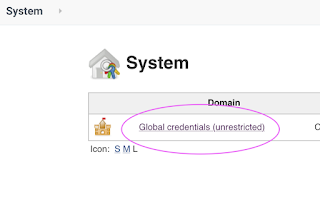 System
System
Domain
Global credentials (unrestricted)
C
Icon: S M L